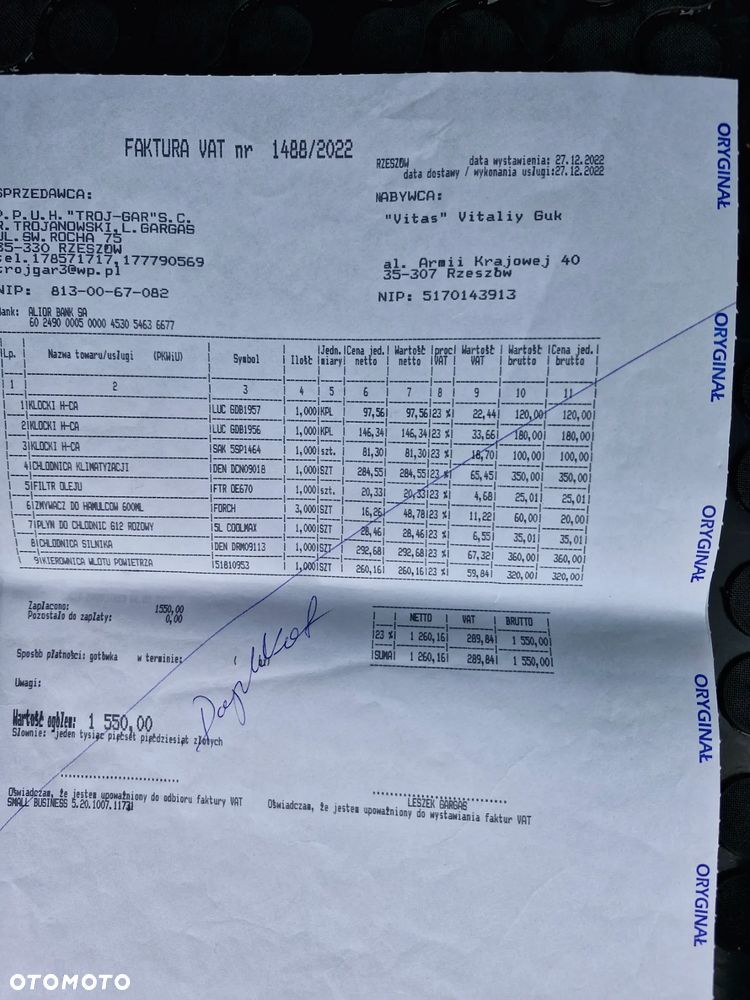 FAKTURA VAT nr 1488/2022
RZESZÓW data wystawienia: 27.12.2022
data dostawy / wykonania usługi:27.12.2022
SPRZEDAWCA:
P.P.U.H. "TROJ-GAR"S.C.
R.TROJANOWSKI,L.GARGAS
UL.ŚW.ROCHA 75
35-330 RZESZÓW
tel.178571717,177790569
trojgar3@wp.pl
NIP: 813-00-67-082
NABYWCA:
"Vitas" Vitaliy Guk
al. Armii Krajowej 40
35-307 Rzeszów
NIP: 5170143913
Bank: ALIOR BANK SA
60 2490 0005 0000 4530 5463 6677
Lp. Nazwa towaru/usługi (PKWiU) Symbol Ilość Jedn. miary Cena jed. netto Wartość netto proc VAT Wartość VAT Wartość brutto Cena jed. brutto
1 2 3 4 5 6 7 8 9 10 11
1 KLOCKI H-CA LUC GDB1957 1,000 KPL 97,56 97,56 23 % 22,44 120,00 120,00
2 KLOCKI H-CA LUC GDB1956 1,000 KPL 146,34 146,34 23 % 33,66 180,00 180,00
3 KLOCKI H-CA SAK 5SP1464 1,000 szt. 81,30 81,30 23 % 18,70 100,00 100,00
4 CHŁODNICA KLIMATYZACJI DEN DCN09018 1,000 SZT 284,55 284,55 23 % 65,45 350,00 350,00
5 FILTR OLEJU FTR OE670 1,000 szt. 20,33 20,33 23 % 4,68 25,01 25,01
6 ZMYWACZ DO HAMULCÓW 600ML FORCH 3,000 SZT 16,26 48,78 23 % 11,22 60,00 20,00
7 PŁYN DO CHŁODNIC G12 RÓŻOWY 5L COOLMAX 1,000 SZT 28,46 28,46 23 % 6,55 35,01 35,01
8 CHŁODNICA SILNIKA DEN DRM09113 1,000 SZT 292,68 292,68 23 % 67,32 360,00 360,00
9 KIEROWNICA WLOTU POWIETRZA 51810953 1,000 SZT 260,16 260,16 23 % 59,84 320,00 320,00
Zapłacono: 1550,00
Pozostało do zapłaty: 0,00
NETTO VAT BRUTTO
23 % 1 260,16 289,84 1 550,00
SUMA 1 260,16 289,84 1 550,00
Sposób płatności: gotówka w terminie:
Uwagi:
Wartość ogółem: 1 550,00
Słownie: jeden tysiąc pięćset pięćdziesiąt złotych
Oświadczam, że jestem upoważniony do odbioru faktury VAT
SMALL BUSINESS 5.20.1007.1173
LESZEK GARGAŚ
Oświadczam, że jestem upoważniony do wystawiania faktur VAT
ORYGINAŁ
ORYGINAŁ
ORYGINAŁ
ORYGINAŁ
ORYGINAŁ
OTOMOTO